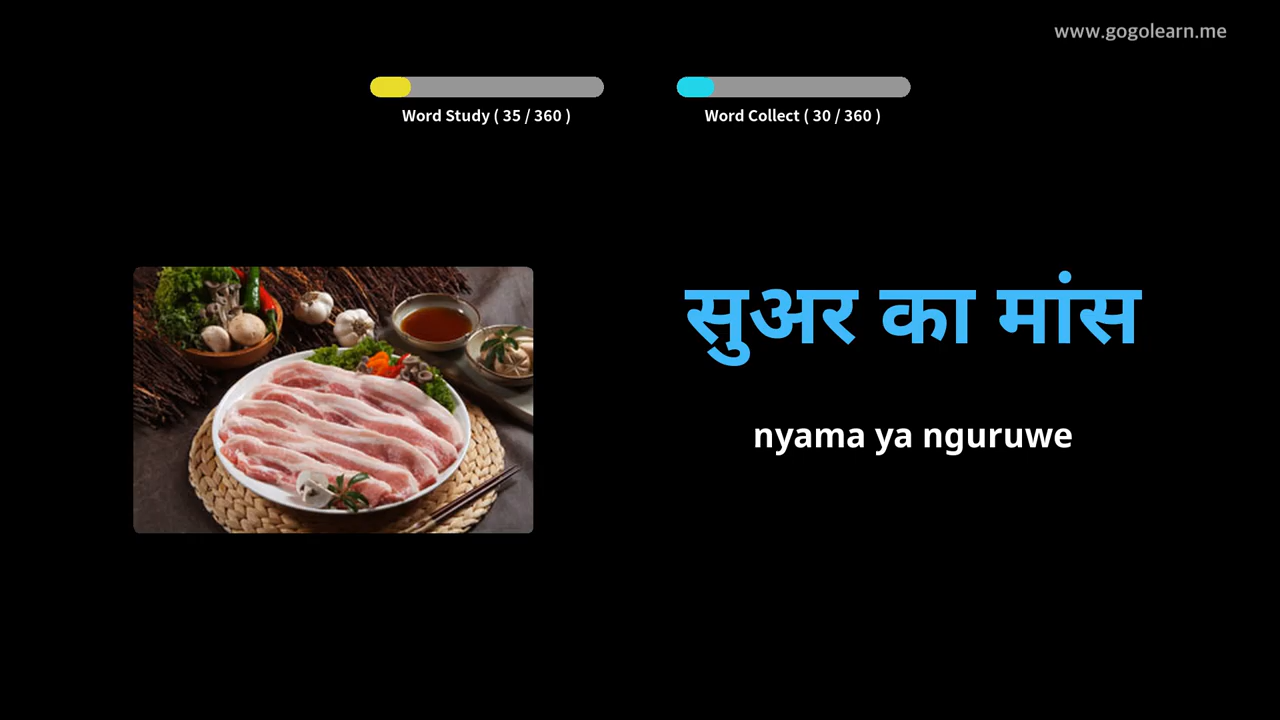 www.gogolearn.me
Word Study ( 35 / 360 )
Word Collect ( 30 / 360 )
सुअर का मांस
nyama ya nguruwe